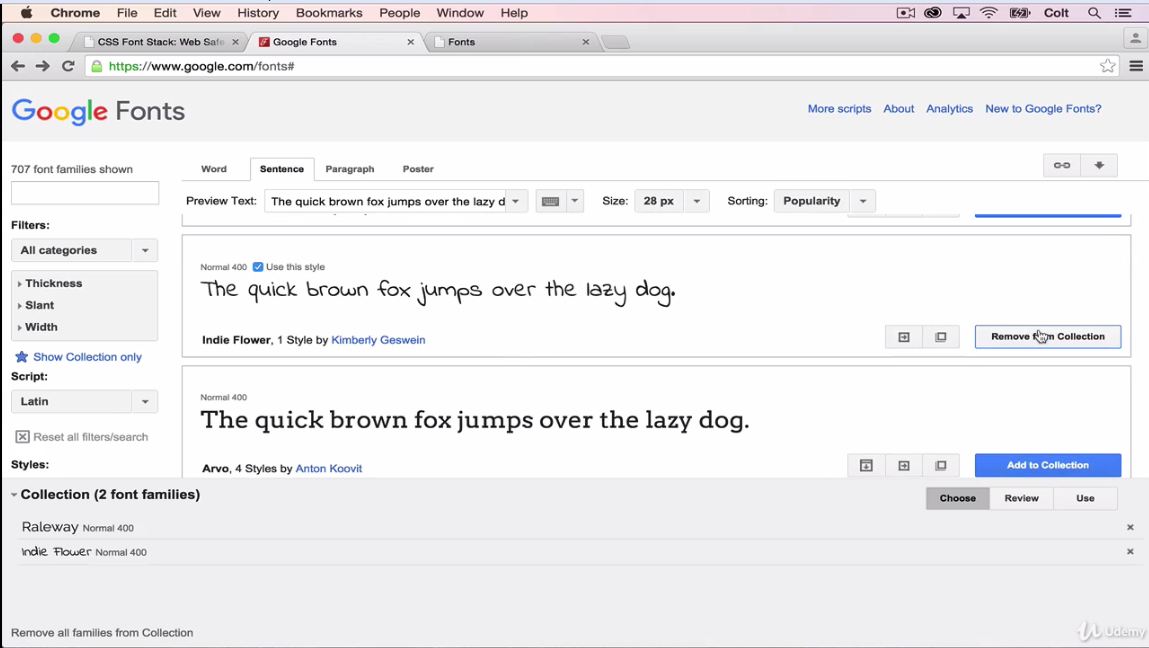 Chrome File Edit View History Bookmarks People Window Help Colt
CSS Font Stack: Web Safe Google Fonts Fonts
https://www.google.com/fonts#
Google Fonts
More scripts About Analytics New to Google Fonts?
707 font families shown
Word Sentence Paragraph Poster
Preview Text: The quick brown fox jumps over the lazy d Size: 28 px Sorting: Popularity
Filters:
All categories
Thickness
Slant
Width
Show Collection only
Script:
Latin
Reset all filters/search
Styles:
Normal 400 Use this style
The quick brown fox jumps over the lazy dog.
Indie Flower, 1 Style by Kimberly Geswein
Remove from Collection
Normal 400
The quick brown fox jumps over the lazy dog.
Arvo, 4 Styles by Anton Koovit
Add to Collection
Collection (2 font families)
Choose Review Use
Raleway Normal 400
Indie Flower Normal 400
Remove all families from Collection
Udemy